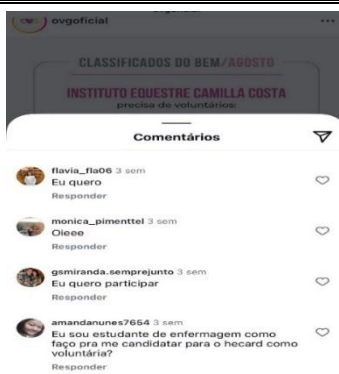 ovgoficial
CLASSIFICADOS DO BEM/AGOSTO
INSTITUTO EQUESTRE CAMILLA COSTA
precisa de voluntários:
Comentários
flavia_fla06 3 sem
Eu quero
Responder
monica_pimenttel 3 sem
Oieee
Responder
gsmiranda.semprejunto 3 sem
Eu quero participar
Responder
amandanunes7654 3 sem
Eu sou estudante de enfermagem como
faço pra me candidatar para o hecard como
voluntária?
Responder